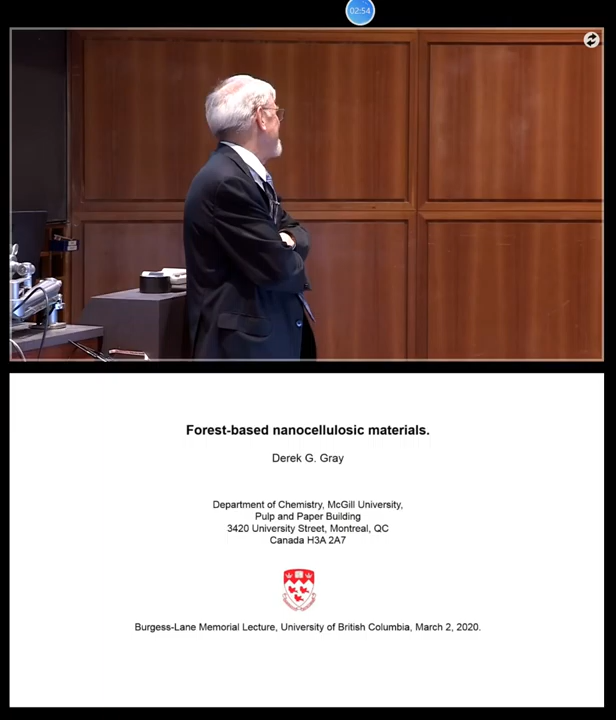 02:54
Forest-based nanocellulosic materials.
Derek G. Gray
Department of Chemistry, McGill University,
Pulp and Paper Building
3420 University Street, Montreal, QC
Canada H3A 2A7
Burgess-Lane Memorial Lecture, University of British Columbia, March 2, 2020.